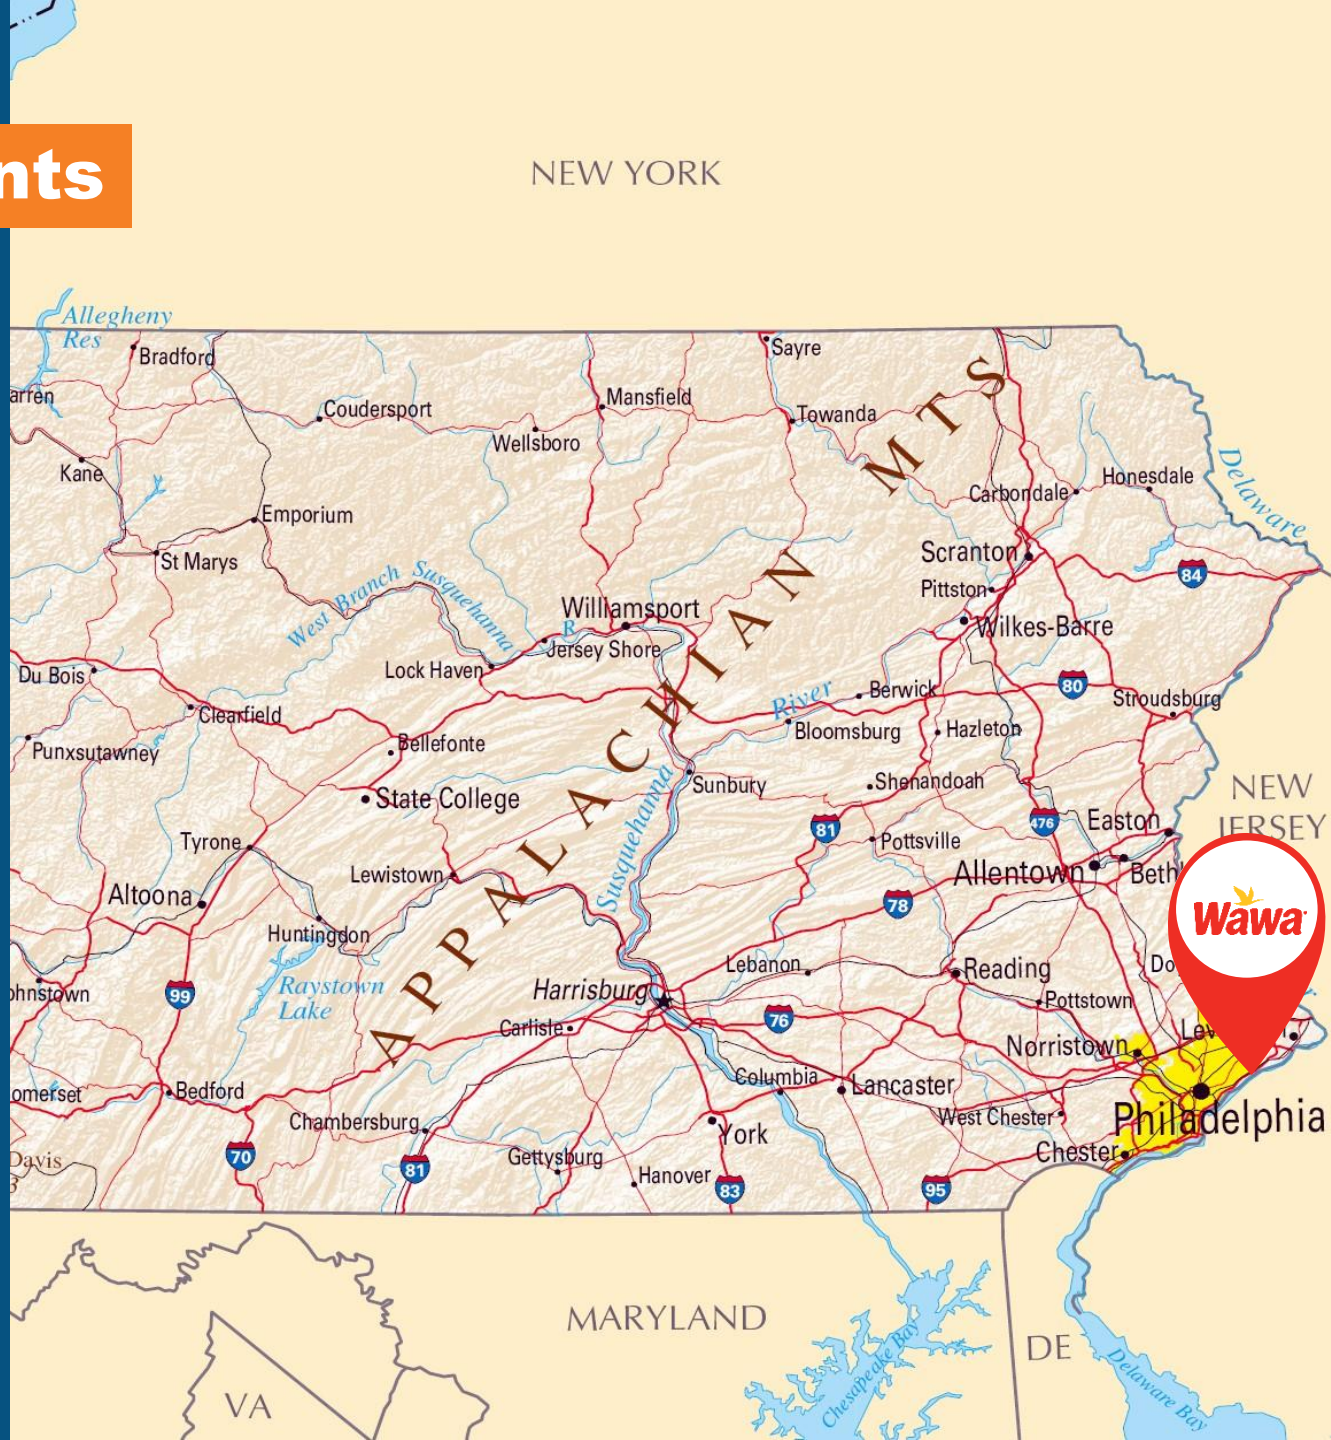 nts
NEW YORK
Allegheny
Res
Bradford
Sayre
arren
Coudersport
Mansfield
Towanda
Wellsboro
Kane
Carbondale
Honesdale
Delaware
Emporium
St Marys
Scranton
84
Pittston
West Branch Susquehanna
R
Williamsport
Wilkes-Barre
Jersey Shore
Lock Haven
Du Bois
80
Berwick
River
Stroudsburg
Clearfield
Bloomsburg
Hazleton
Punxsutawney
Bellefonte
APPALACHIAN MTS
State College
Sunbury
Shenandoah
NEW
JERSEY
Susquehanna
81
476
Easton
Tyrone
Pottsville
Lewistown
Allentown
Beth
Altoona
78
Wawa
Huntingdon
Lebanon
Reading
Do
ohnstown
99
Raystown
Lake
Harrisburg
Pottstown
r
Carlisle
76
Norristown
Lev
n
omerset
Bedford
Columbia
Lancaster
Chambersburg
West Chester
Philadelphia
York
Davis
3
70
81
Gettysburg
Hanover
83
Chester
95
MARYLAND
DE
VA
Chesapeake Bay
Delaware Bay